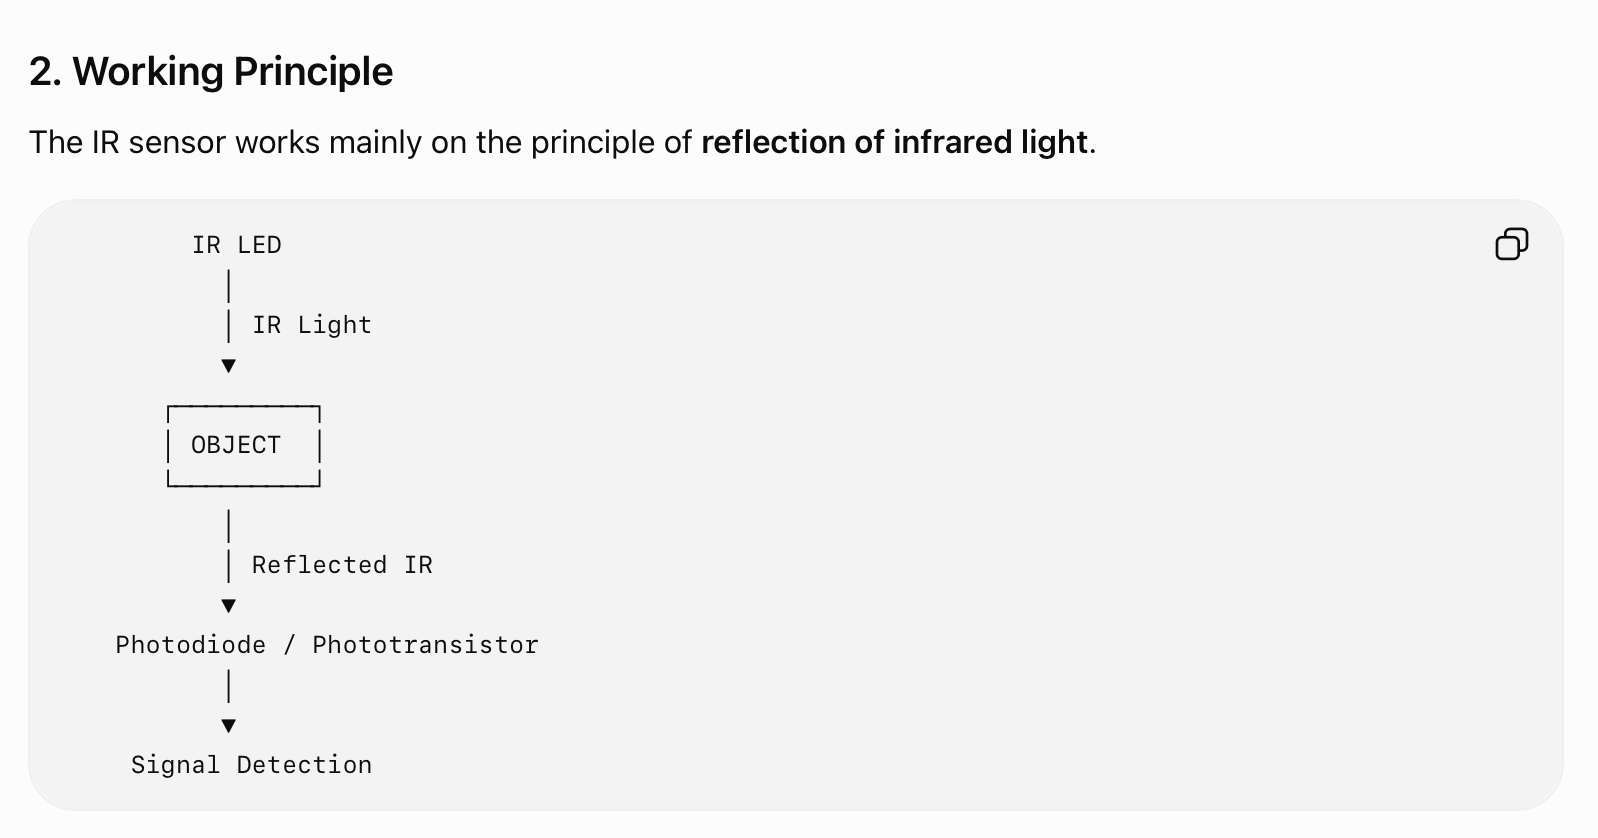 2. Working Principle
The IR sensor works mainly on the principle of reflection of infrared light.
IR LED
IR Light
OBJECT
Reflected IR
Photodiode / Phototransistor
Signal Detection